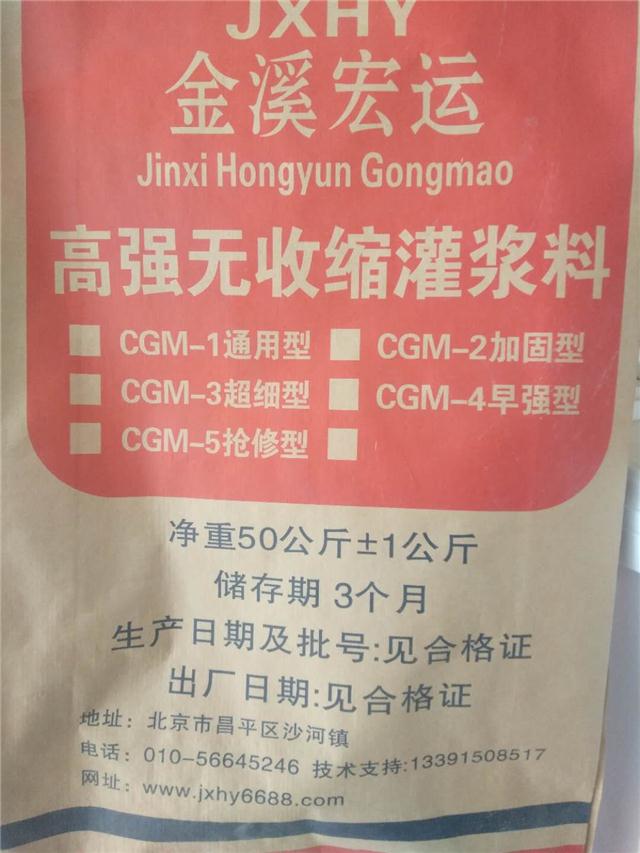 JXHY
金溪宏运
Jinxi Hongyun Gongmao
高强无收缩灌浆料
CGM-1通用型 CGM-2加固型
CGM-3超细型 CGM-4早强型
CGM-5抢修型
净重50公斤±1公斤
储存期 3个月
生产日期及批号:见合格证
出厂日期:见合格证
地址：北京市昌平区沙河镇
电话：010-56645246 技术支持:13391508517
网址：www.jxhy6688.com